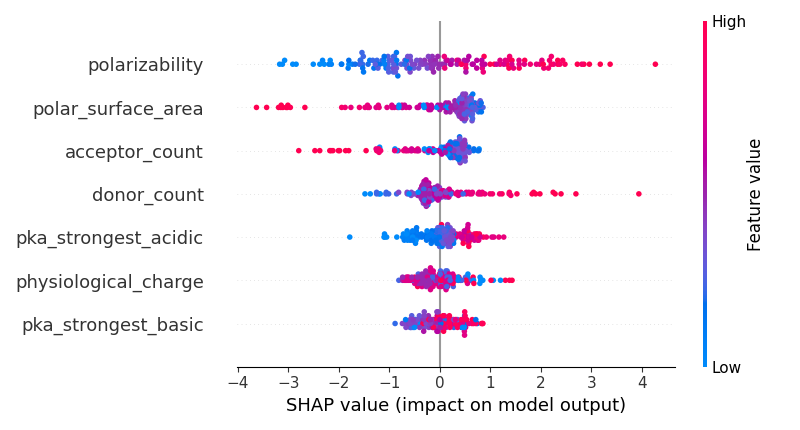 High
polarizability
polar_surface_area
acceptor_count
donor_count
pka_strongest_acidic
physiological_charge
pka_strongest_basic
Feature value
Low
−4 −3 −2 −1 0 1 2 3 4
SHAP value (impact on model output)